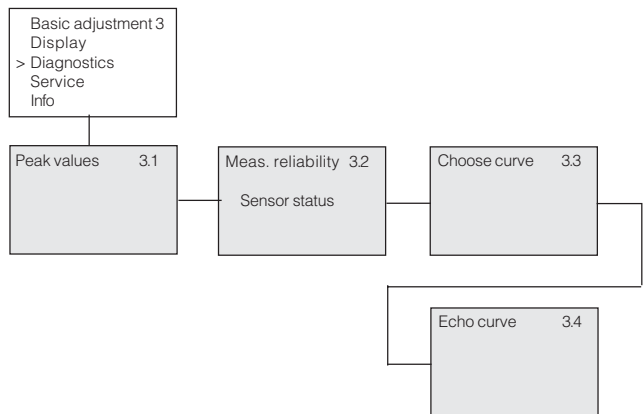 Basic adjustment 3
Display
> Diagnostics
Service
Info
Peak values 3.1
Meas. reliability 3.2
Sensor status
Choose curve 3.3
Echo curve 3.4